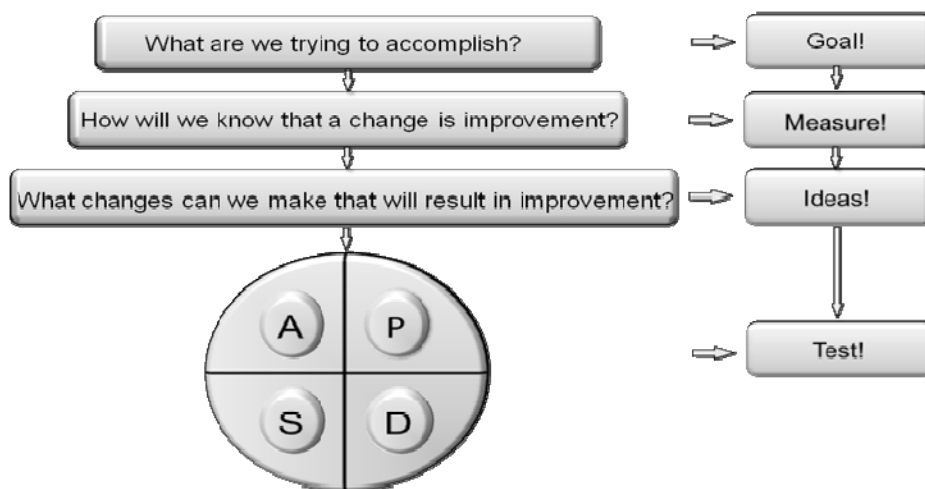 What are we trying to accomplish?
Goal!
How will we know that a change is improvement?
Measure!
What changes can we make that will result in improvement?
Ideas!
A
P
Test!
S
D